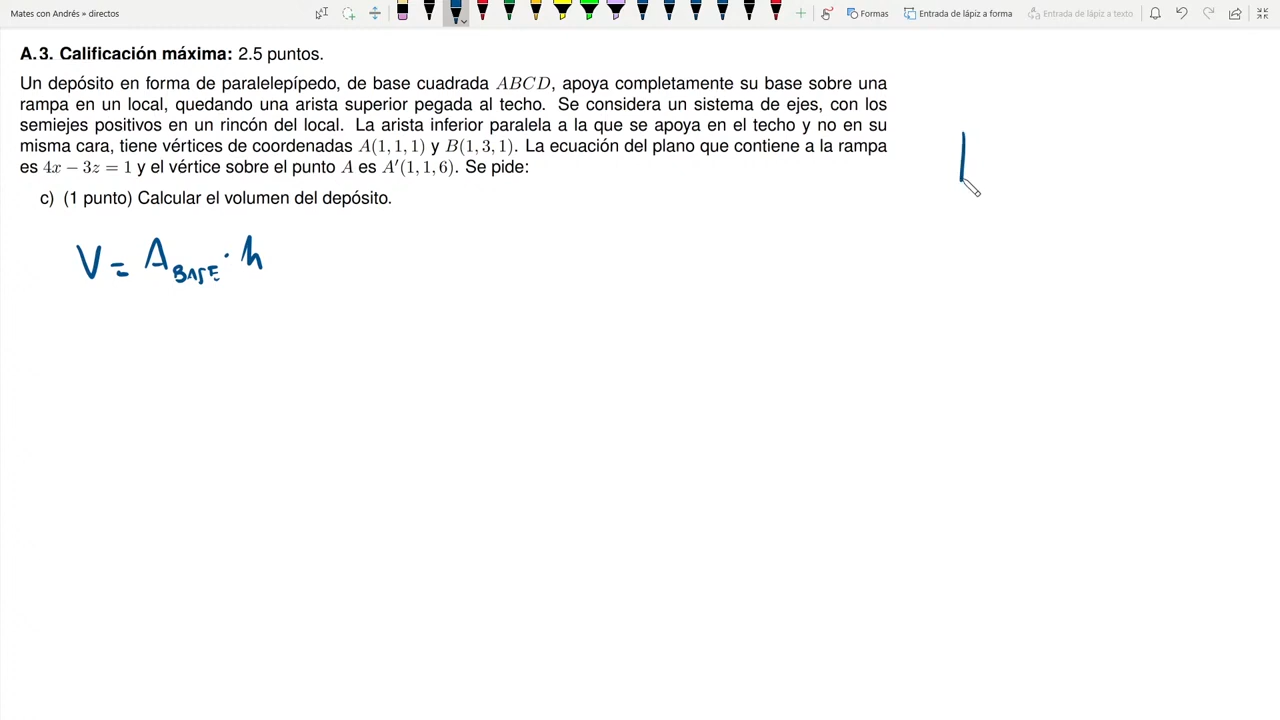 Mates con Andrés » directos
Formas
Entrada de lápiz a forma
Entrada de lápiz a texto
A.3. Calificación máxima: 2.5 puntos.
Un depósito en forma de paralelepípedo, de base cuadrada ABCD, apoya completamente su base sobre una
rampa en un local, quedando una arista superior pegada al techo. Se considera un sistema de ejes, con los
semiejes positivos en un rincón del local. La arista inferior paralela a la que se apoya en el techo y no en su
misma cara, tiene vértices de coordenadas A(1, 1, 1) y B(1, 3, 1). La ecuación del plano que contiene a la rampa
es 4x − 3z = 1 y el vértice sobre el punto A es A′(1, 1, 6). Se pide:
c) (1 punto) Calcular el volumen del depósito.
V = A BASE · h